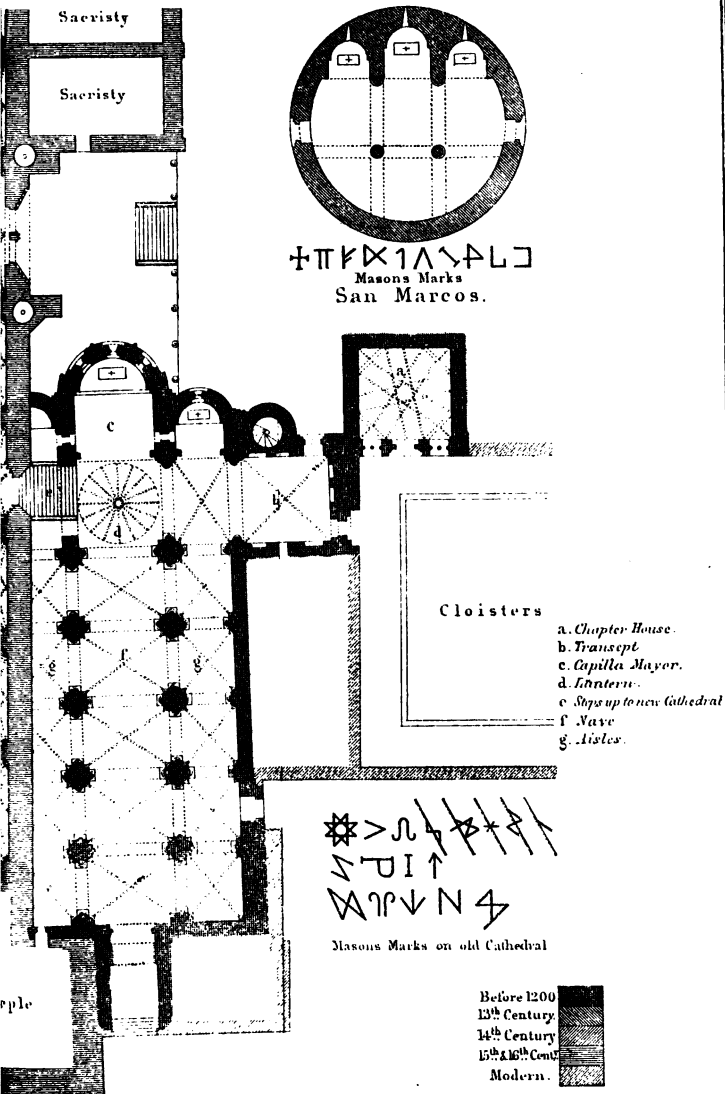 Sacristy
Sacristy
Masons Marks
San Marcos.
a
c
b
d
e
g
f
g
Cloisters
a. Chapter House.
b. Transept
c. Capilla Mayor.
d. Lantern.
e Steps up to new Cathedral
f Nave
g. Aisles.
Masons Marks on old Cathedral
Before 1200
13th Century.
14th Century
15th & 16th Cent.
Modern.